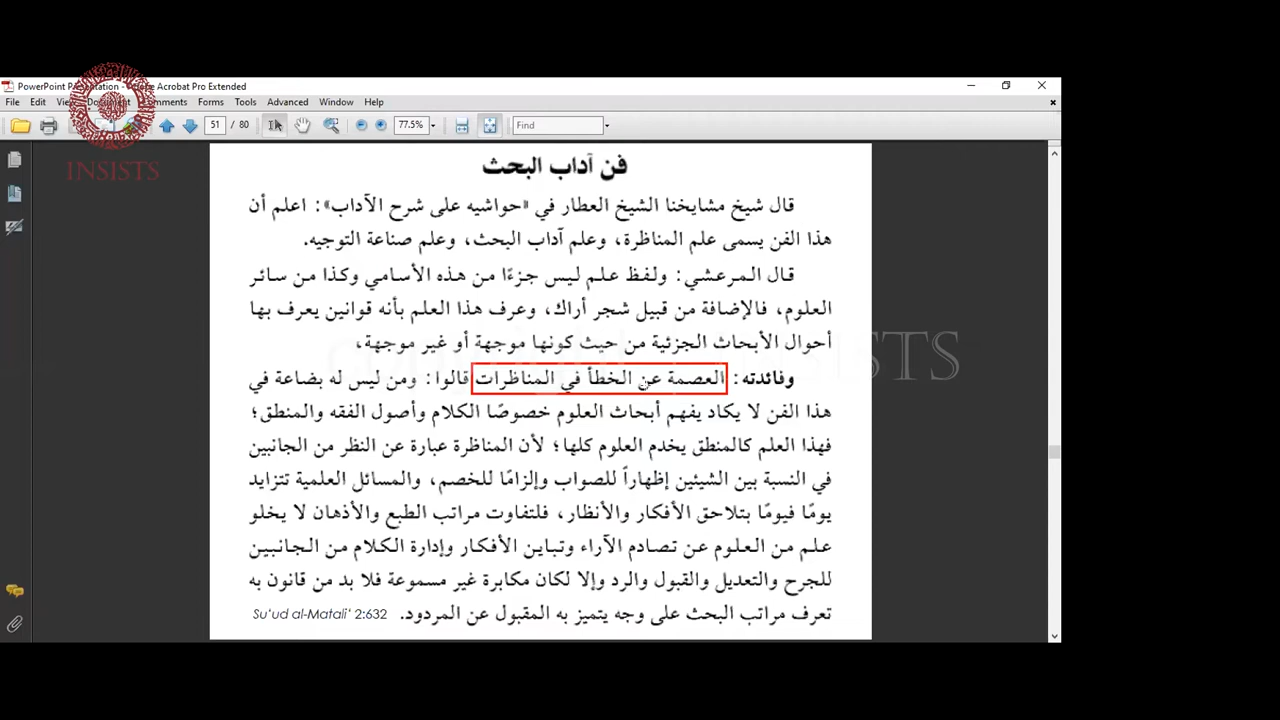 PowerPoint P
be Acrobat Pro Extended
File Edit Vie Document Comments Forms Tools Advanced Window Help
51 / 80 77.5% Find
INSISTS
فن آداب البحث
قال شيخ مشايخنا الشيخ العطار في «حواشيه على شرح الآداب»: اعلم أن
هذا الفن يسمى علم المناظرة، وعلم آداب البحث، وعلم صناعة التوجيه.
قال المرعشي: ولفظ علم ليس جزءًا من هذه الأسامي وكذا من سائر
العلوم، فالإضافة من قبيل شجر أراك، وعرف هذا العلم بأنه قوانين يعرف بها
أحوال الأبحاث الجزئية من حيث كونها موجهة أو غير موجهة،
INSISTS
وفائدته: العصمة عن الخطأ في المناظرات قالوا: ومن ليس له بضاعة في
هذا الفن لا يكاد يفهم أبحاث العلوم خصوصًا الكلام وأصول الفقه والمنطق؛
فهذا العلم كالمنطق يخدم العلوم كلها؛ لأن المناظرة عبارة عن النظر من الجانبين
في النسبة بين الشيئين إظهاراً للصواب وإلزامًا للخصم، والمسائل العلمية تتزايد
يومًا فيومًا بتلاحق الأفكار والأنظار، فلتفاوت مراتب الطبع والأذهان لا يخلو
علم من العلوم عن تصادم الآراء وتباين الأفكار وإدارة الكلام من الجانبين
للجرح والتعديل والقبول والرد وإلا لكان مكابرة غير مسموعة فلا بد من قانون به
تعرف مراتب البحث على وجه يتميز به المقبول عن المردود. Su‘ud al-Matali‘ 2:632